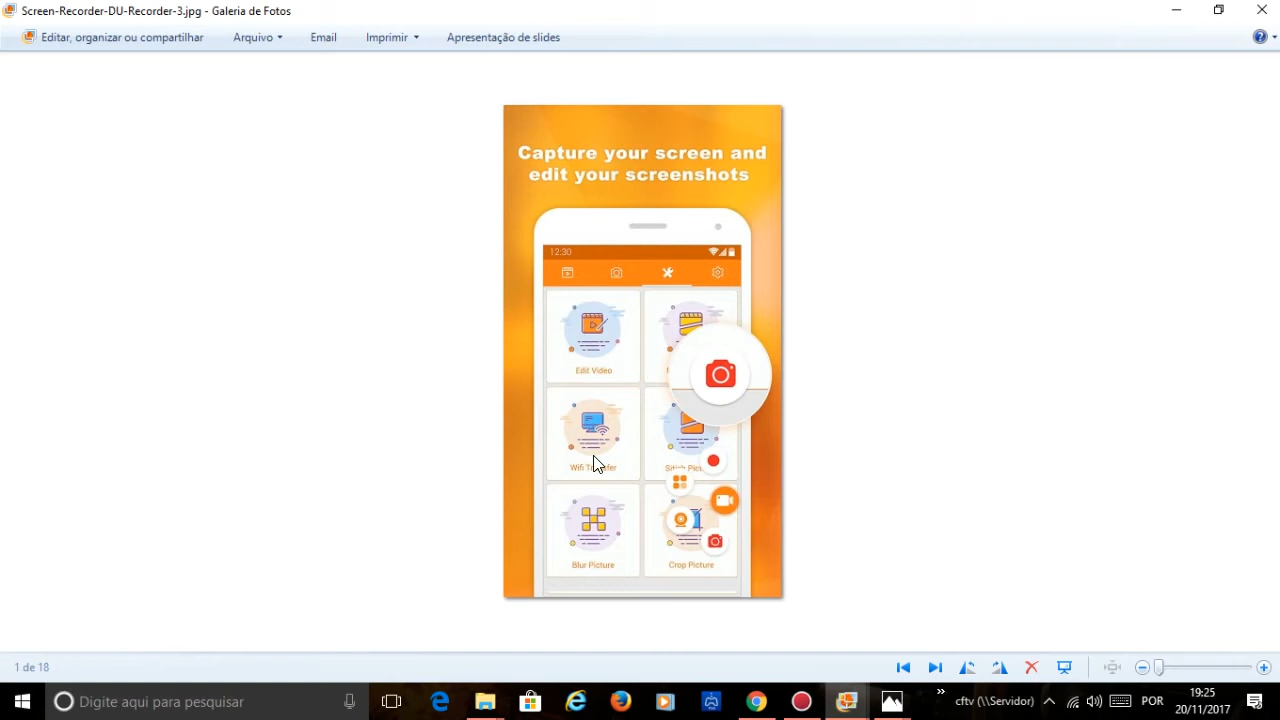 Screen-Recorder-DU-Recorder-3.jpg - Galeria de Fotos
Editar, organizar ou compartilhar Arquivo Email Imprimir Apresentação de slides
Capture your screen and
edit your screenshots
12:30
Edit Video
Wifi
Blur Picture Crop Picture
1 de 18
Digite aqui para pesquisar
cftv (\\Servidor) POR
19:25
20/11/2017